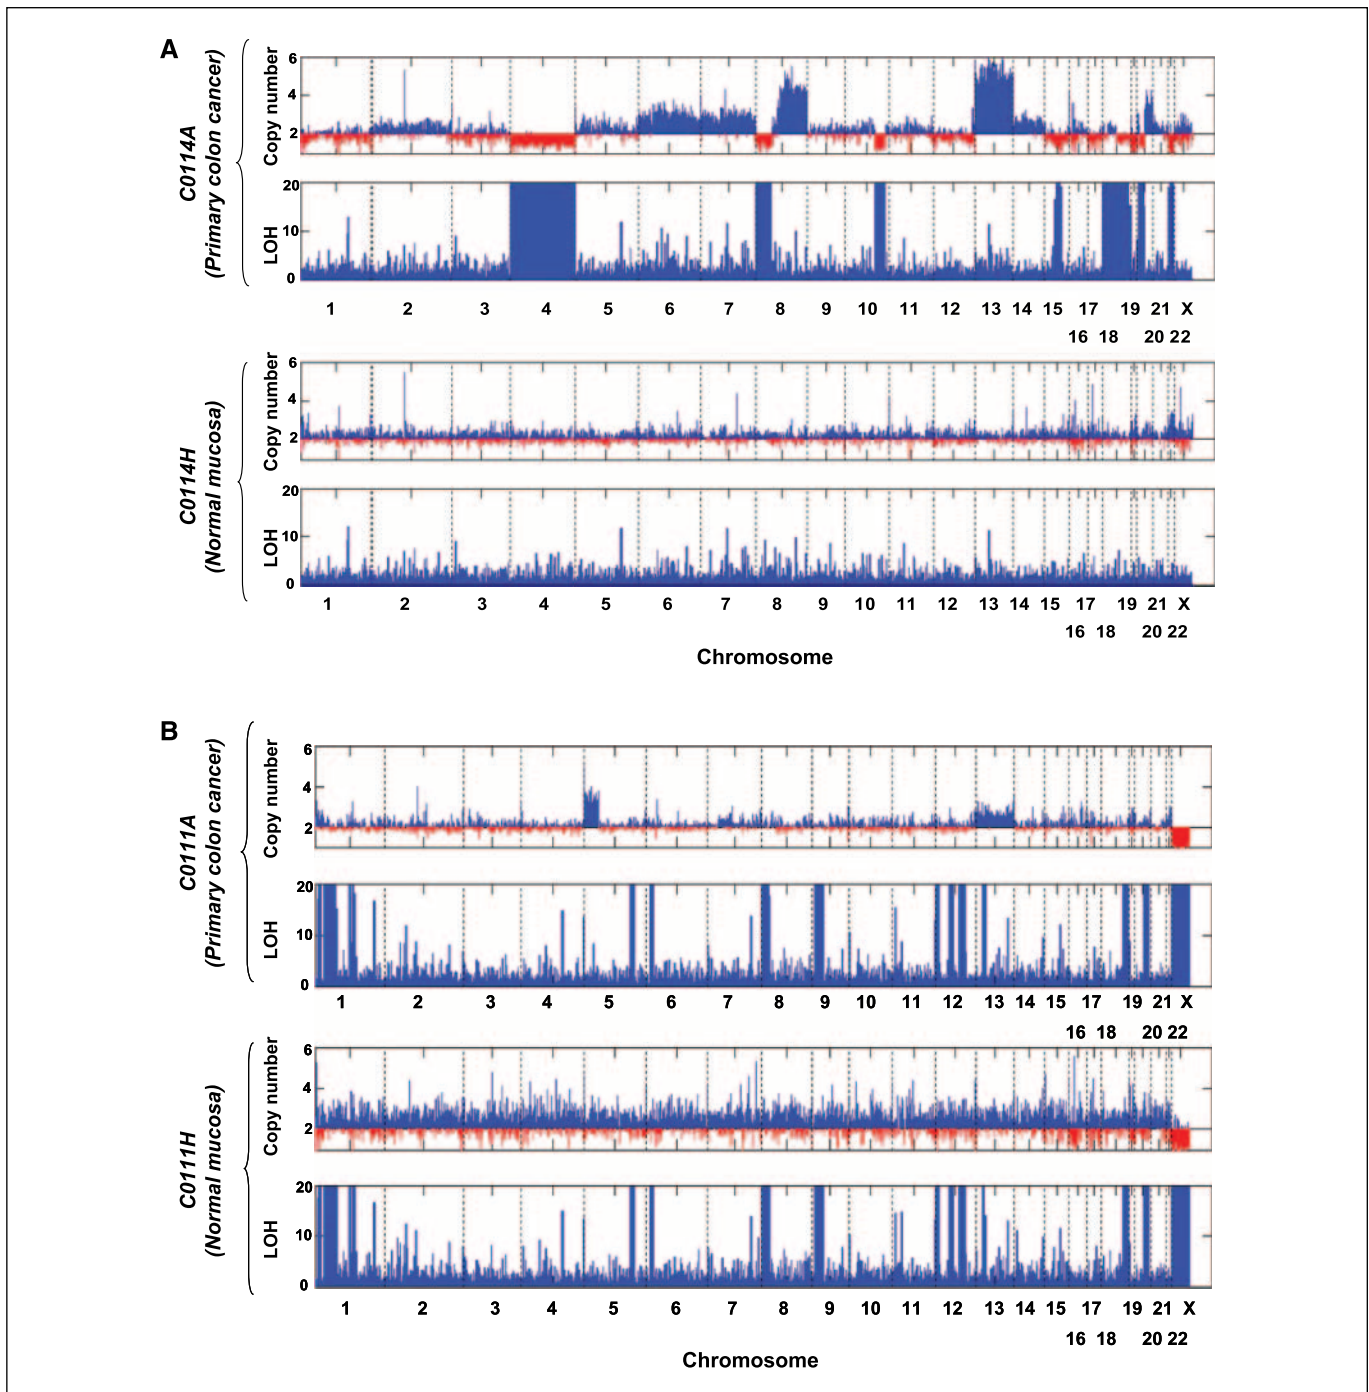 A
C0114A
(Primary colon cancer)
Copy number
6
4
2
LOH
20
10
0
1 2 3 4 5 6 7 8 9 10 11 12 13 14 15 17 19 21 X
16 18 20 22
C0114H
(Normal mucosa)
Copy number
6
4
2
LOH
20
10
0
1 2 3 4 5 6 7 8 9 10 11 12 13 14 15 17 19 21 X
16 18 20 22
Chromosome
B
C0111A
(Primary colon cancer)
Copy number
6
4
2
LOH
20
10
0
1 2 3 4 5 6 7 8 9 10 11 12 13 14 15 17 19 21 X
16 18 20 22
C0111H
(Normal mucosa)
Copy number
6
4
2
LOH
20
10
0
1 2 3 4 5 6 7 8 9 10 11 12 13 14 15 17 19 21 X
16 18 20 22
Chromosome